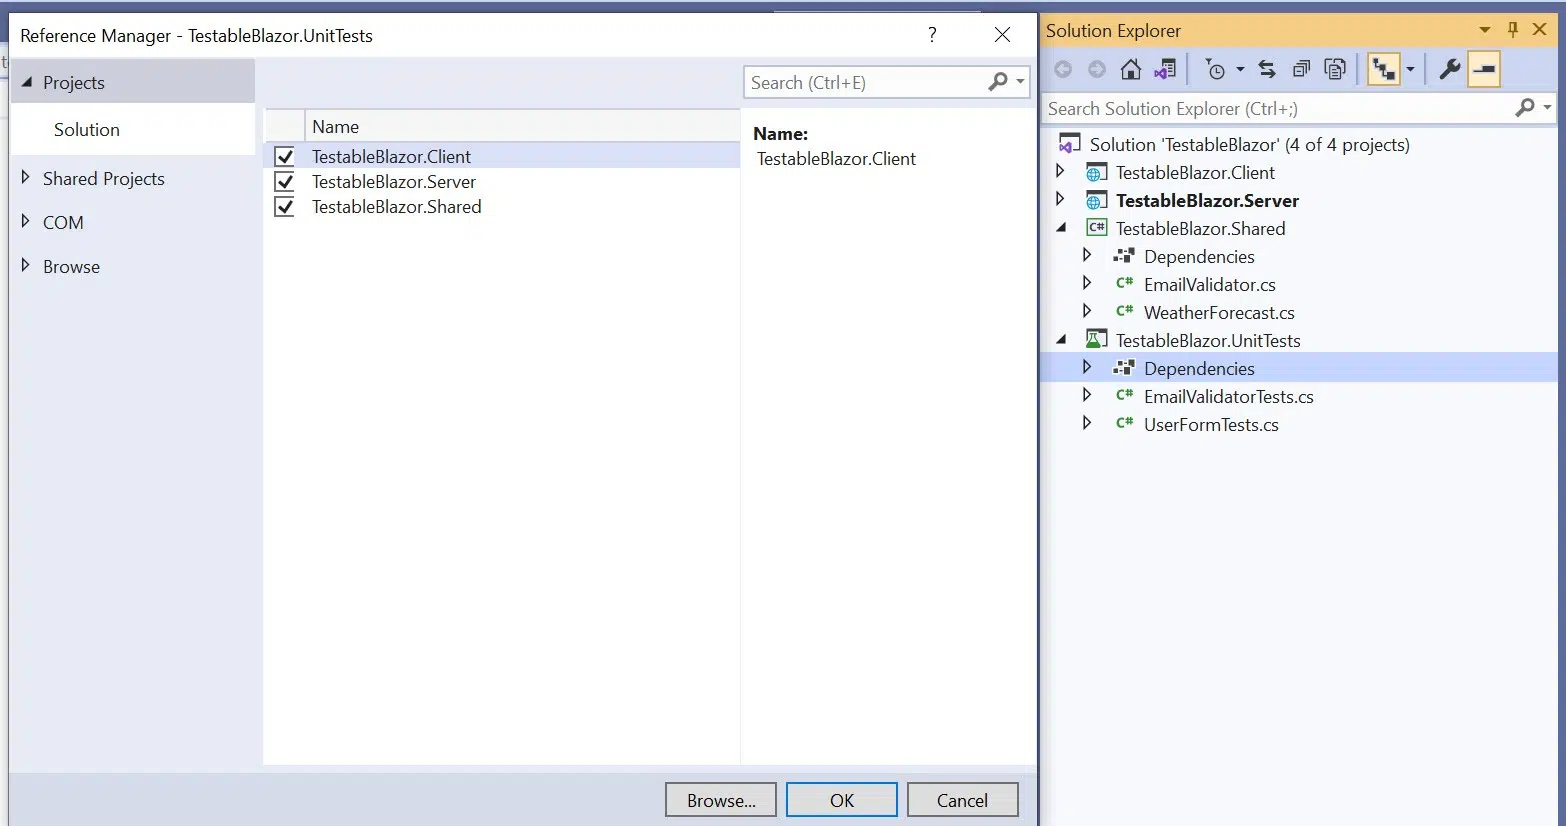 Reference Manager - TestableBlazor.UnitTests
?
Projects
Solution
Shared Projects
COM
Browse
Search (Ctrl+E)
Name
TestableBlazor.Client
TestableBlazor.Server
TestableBlazor.Shared
Name:
TestableBlazor.Client
Browse...
OK
Cancel
Solution Explorer
Search Solution Explorer (Ctrl+;)
Solution 'TestableBlazor' (4 of 4 projects)
TestableBlazor.Client
TestableBlazor.Server
C# TestableBlazor.Shared
Dependencies
C# EmailValidator.cs
C# WeatherForecast.cs
TestableBlazor.UnitTests
Dependencies
C# EmailValidatorTests.cs
C# UserFormTests.cs